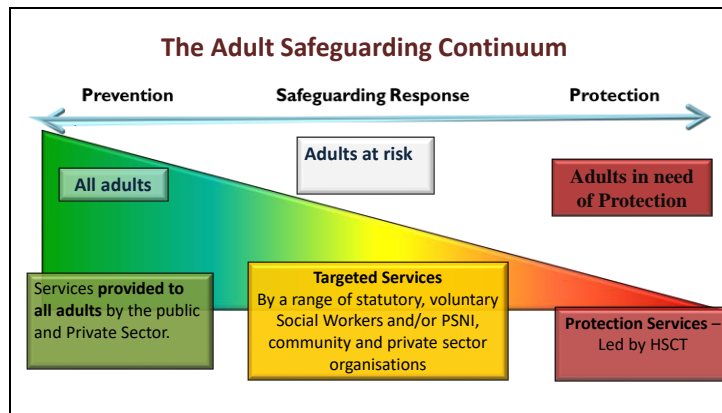 The Adult Safeguarding Continuum
Prevention
Safeguarding Response
Protection
Adults at risk
All adults
Adults in need
of Protection
Services provided to
all adults by the public
and Private Sector.
Targeted Services
By a range of statutory, voluntary
Social Workers and/or PSNI,
community and private sector
organisations
Protection Services –
Led by HSCT